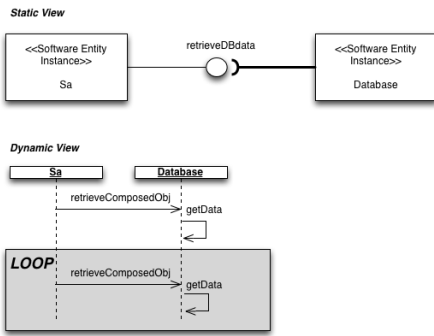 Static View
retrieveDBdata
<<Software Entity
Instance>>
Sa
<<Software Entity
Instance>>
Database
Dynamic View
Sa
Database
retrieveComposedObj
getData
LOOP
retrieveComposedObj
getData